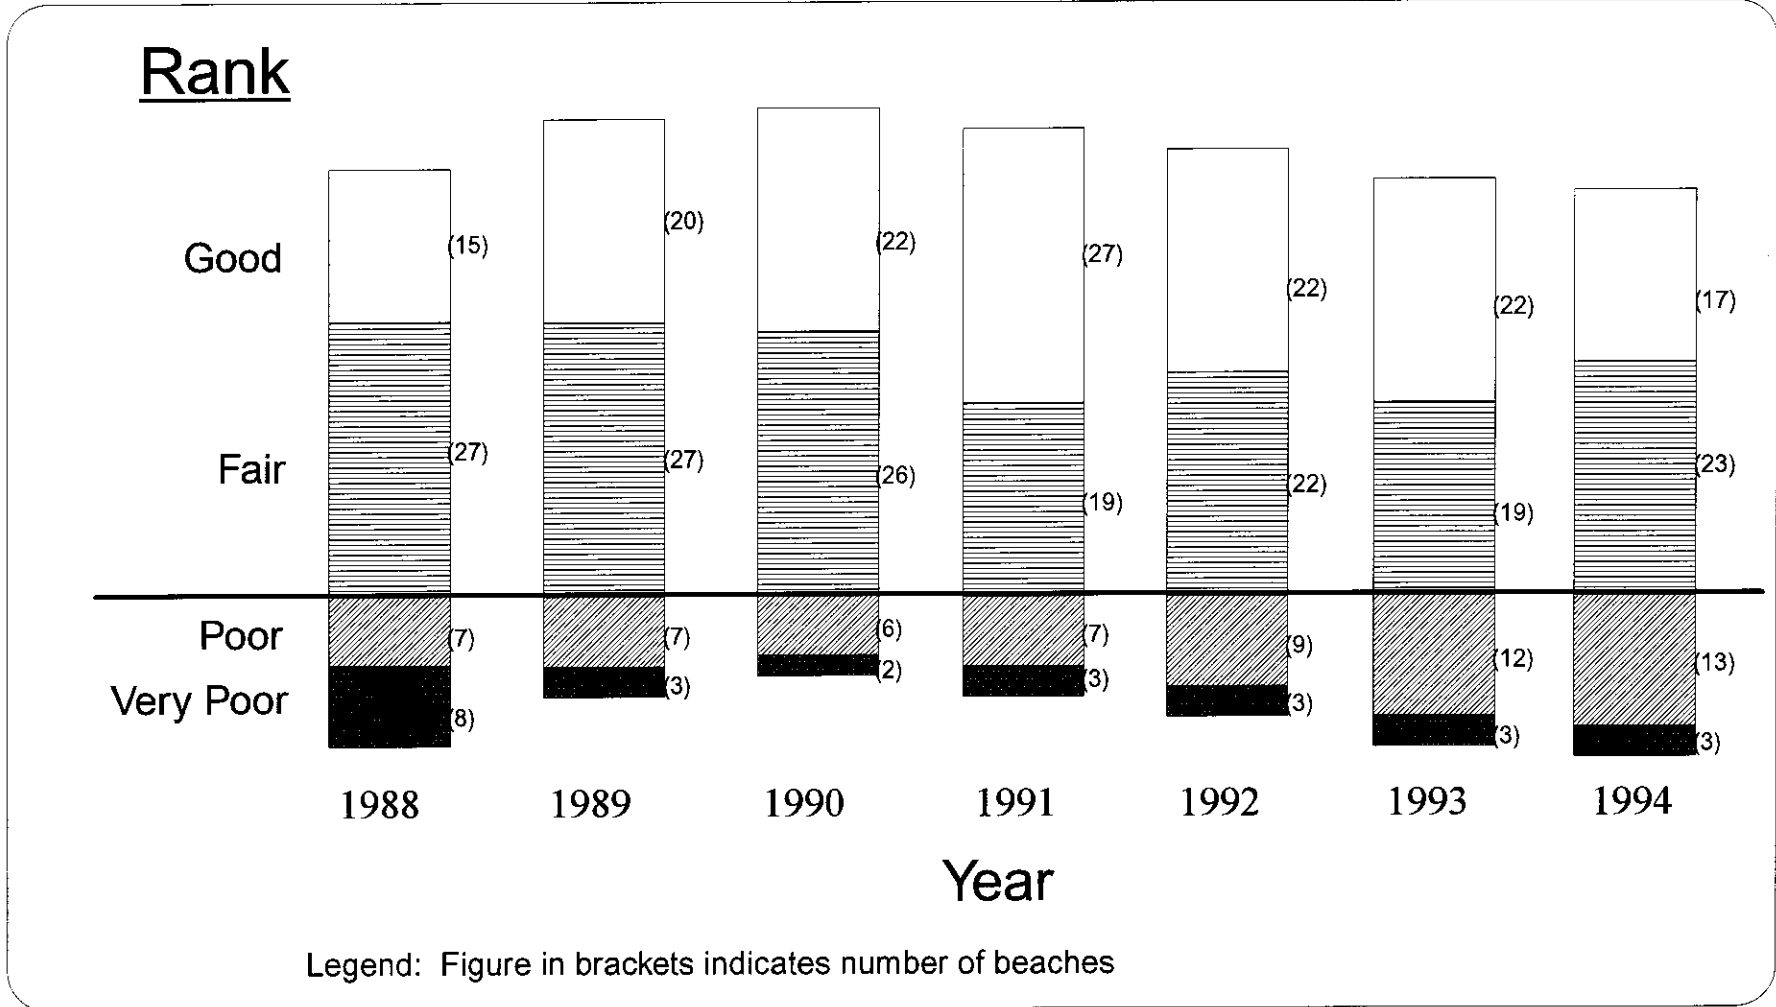 Rank
Good (15) (20) (22) (27) (22) (22) (17)
Fair (27) (27) (26) (19) (22) (19) (23)
Poor (7) (7) (6) (7) (9) (12) (13)
Very Poor (8) (3) (2) (3) (3) (3) (3)
1988 1989 1990 1991 1992 1993 1994
Year
Legend: Figure in brackets indicates number of beaches